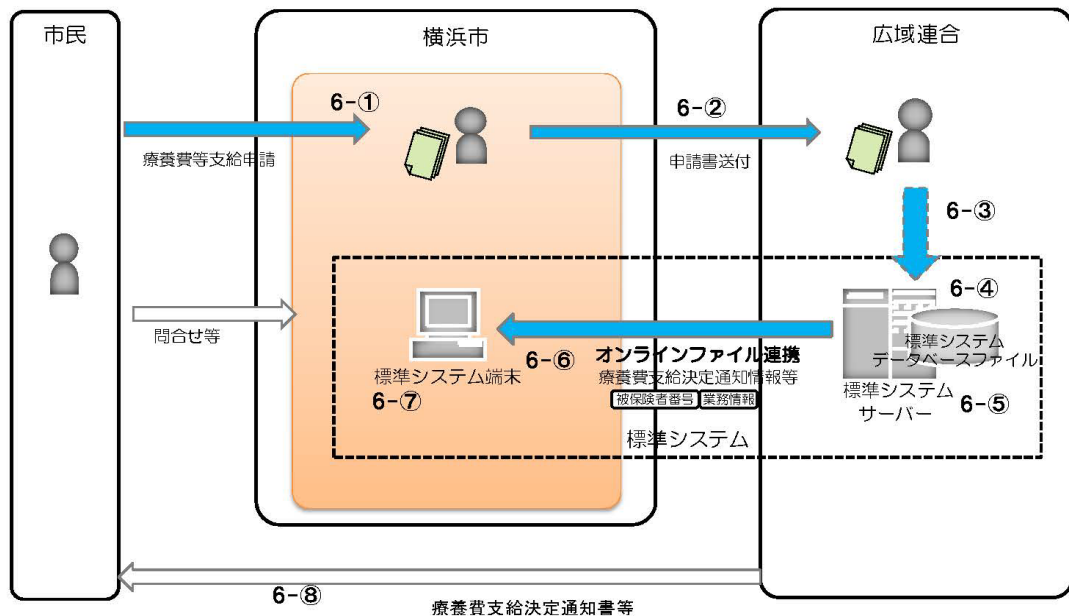 市民
横浜市
広域連合
6-①
6-②
療養費等支給申請
申請書送付
6-③
6-④
標準システム
データベースファイル
問合せ等
6-⑥
オンラインファイル連携
標準システム端末
療養費支給決定通知情報等
6-⑦
被保険者番号 業務情報
標準システム
サーバー
6-⑤
標準システム
6-⑧
療養費支給決定通知書等